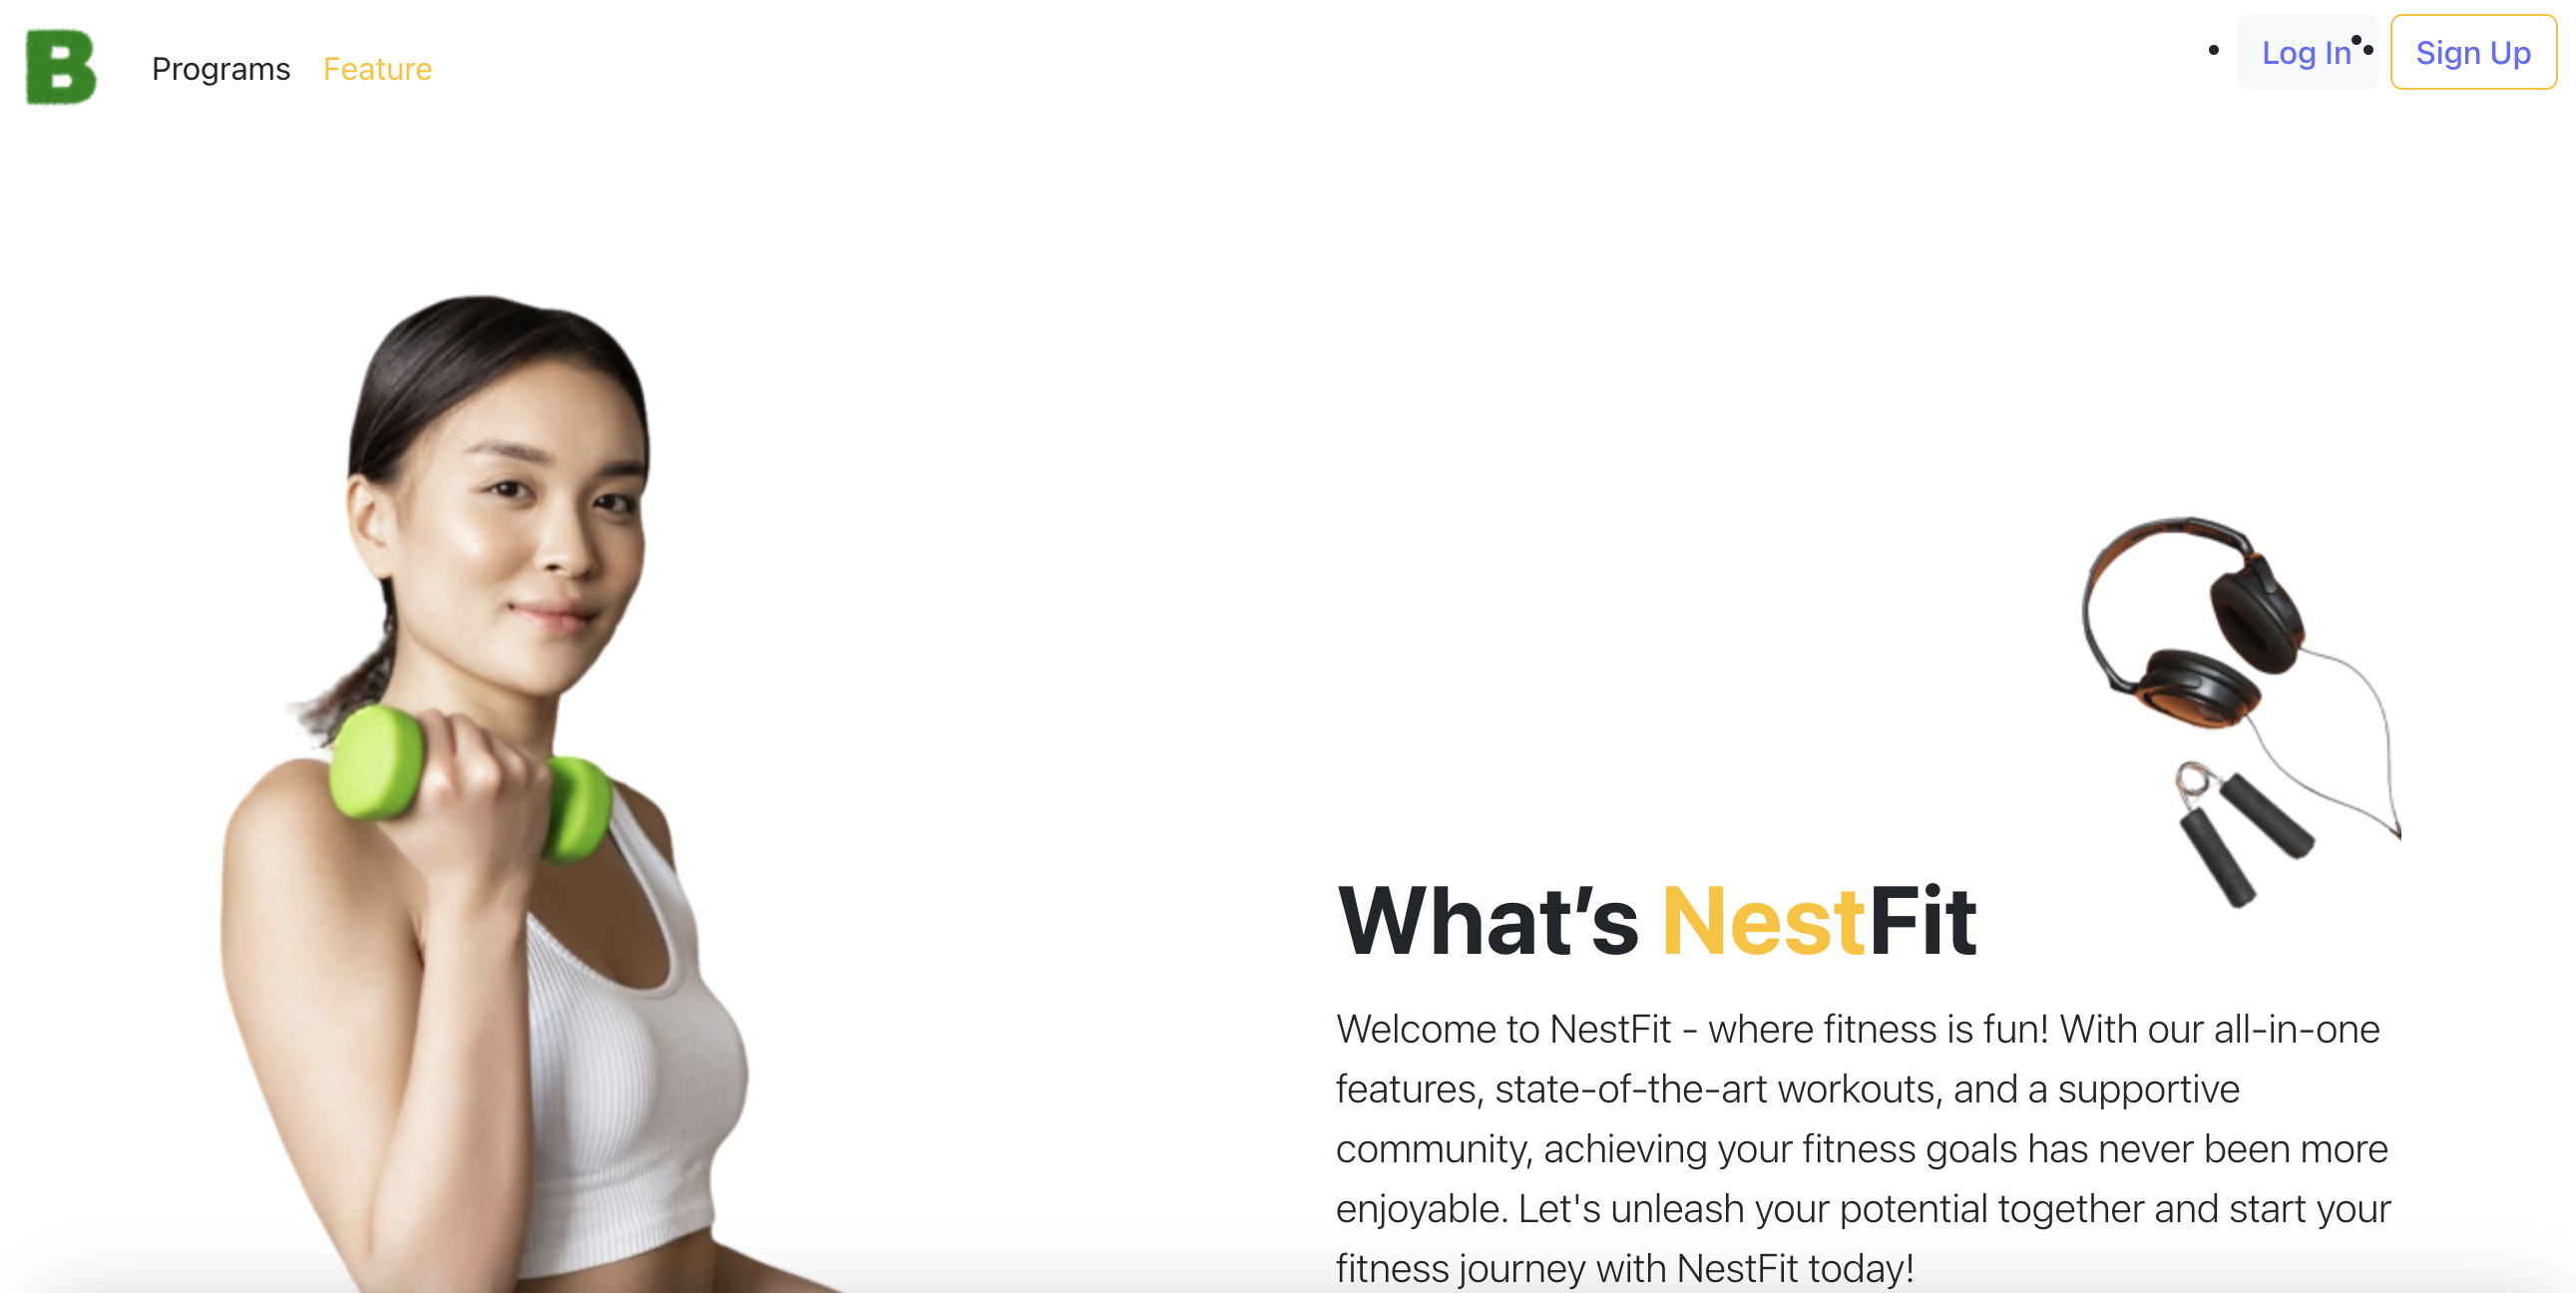 B
Programs Feature
Log In Sign Up
What’s NestFit
Welcome to NestFit - where fitness is fun! With our all-in-one
features, state-of-the-art workouts, and a supportive
community, achieving your fitness goals has never been more
enjoyable. Let's unleash your potential together and start your
fitness journey with NestFit today!